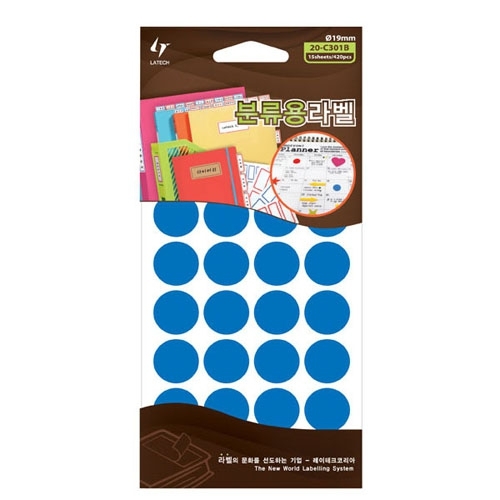 Ø19mm
20-C301B
15sheets/420pcs
LATECH
분류용라벨
Planner
라벨의 문화를 선도하는 기업 - 레이테크코리아
The New World Labelling System